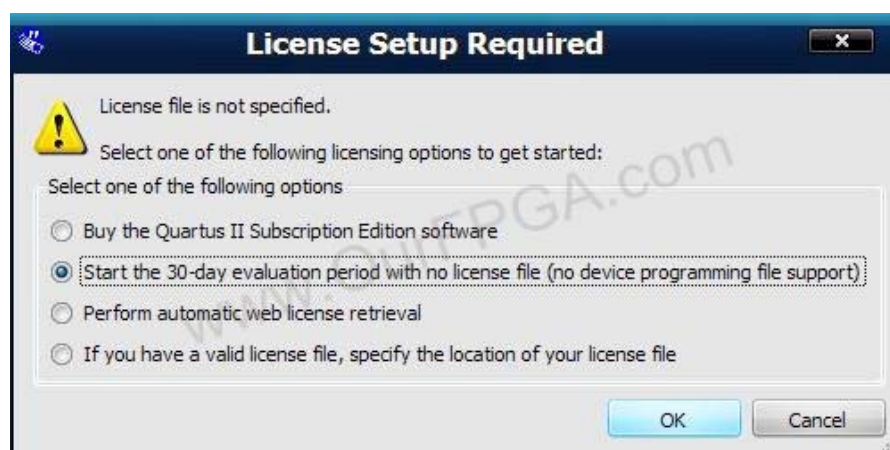 License Setup Required
License file is not specified.
Select one of the following licensing options to get started:
Select one of the following options
Buy the Quartus II Subscription Edition software
Start the 30-day evaluation period with no license file (no device programming file support)
Perform automatic web license retrieval
If you have a valid license file, specify the location of your license file
OK Cancel
www.OurFPGA.com